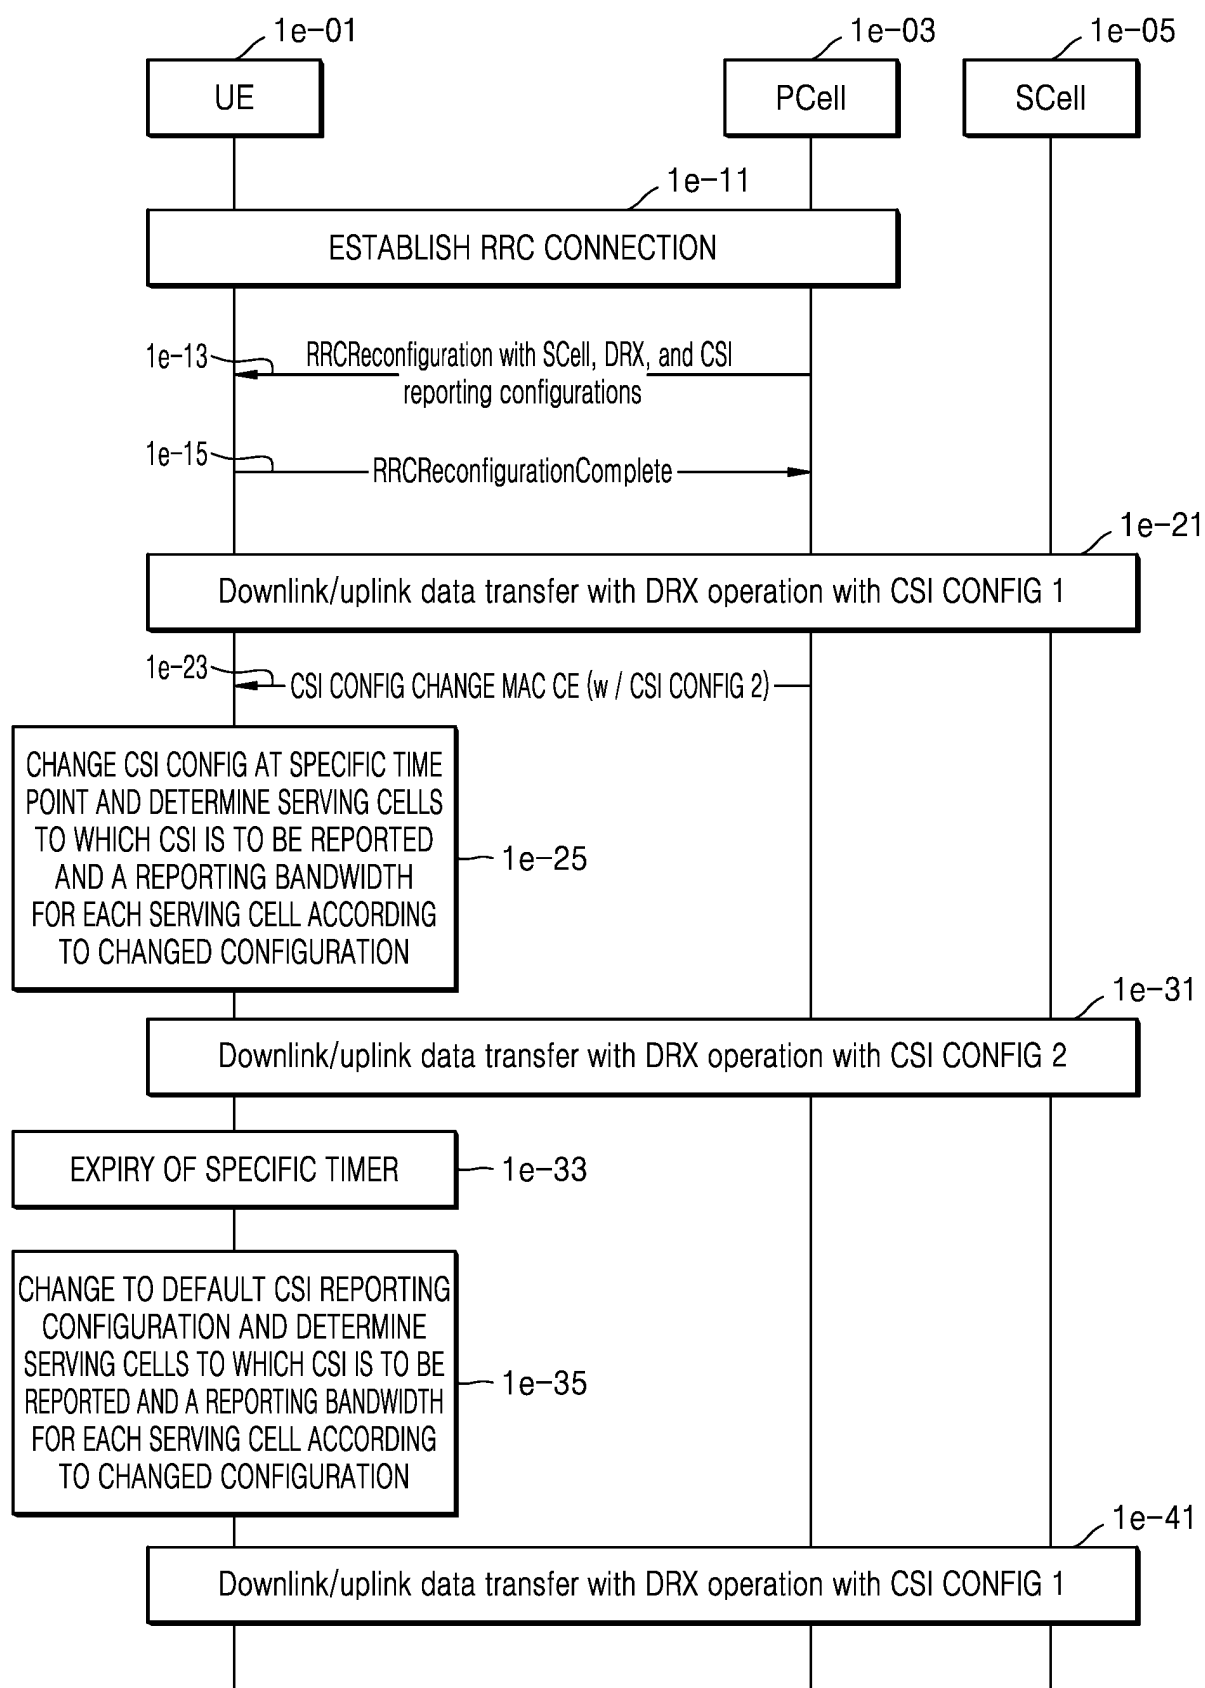 1e-01
1e-03
1e-05
UE
PCell
SCell
1e-11
ESTABLISH RRC CONNECTION
1e-13
RRCReconfiguration with SCell, DRX, and CSI
reporting configurations
1e-15
RRCReconfigurationComplete
1e-21
Downlink/uplink data transfer with DRX operation with CSI CONFIG 1
1e-23
CSI CONFIG CHANGE MAC CE (w / CSI CONFIG 2)
CHANGE CSI CONFIG AT SPECIFIC TIME
POINT AND DETERMINE SERVING CELLS
TO WHICH CSI IS TO BE REPORTED
AND A REPORTING BANDWIDTH
FOR EACH SERVING CELL ACCORDING
TO CHANGED CONFIGURATION
1e-25
1e-31
Downlink/uplink data transfer with DRX operation with CSI CONFIG 2
EXPIRY OF SPECIFIC TIMER
1e-33
CHANGE TO DEFAULT CSI REPORTING
CONFIGURATION AND DETERMINE
SERVING CELLS TO WHICH CSI IS TO BE
REPORTED AND A REPORTING BANDWIDTH
FOR EACH SERVING CELL ACCORDING
TO CHANGED CONFIGURATION
1e-35
1e-41
Downlink/uplink data transfer with DRX operation with CSI CONFIG 1